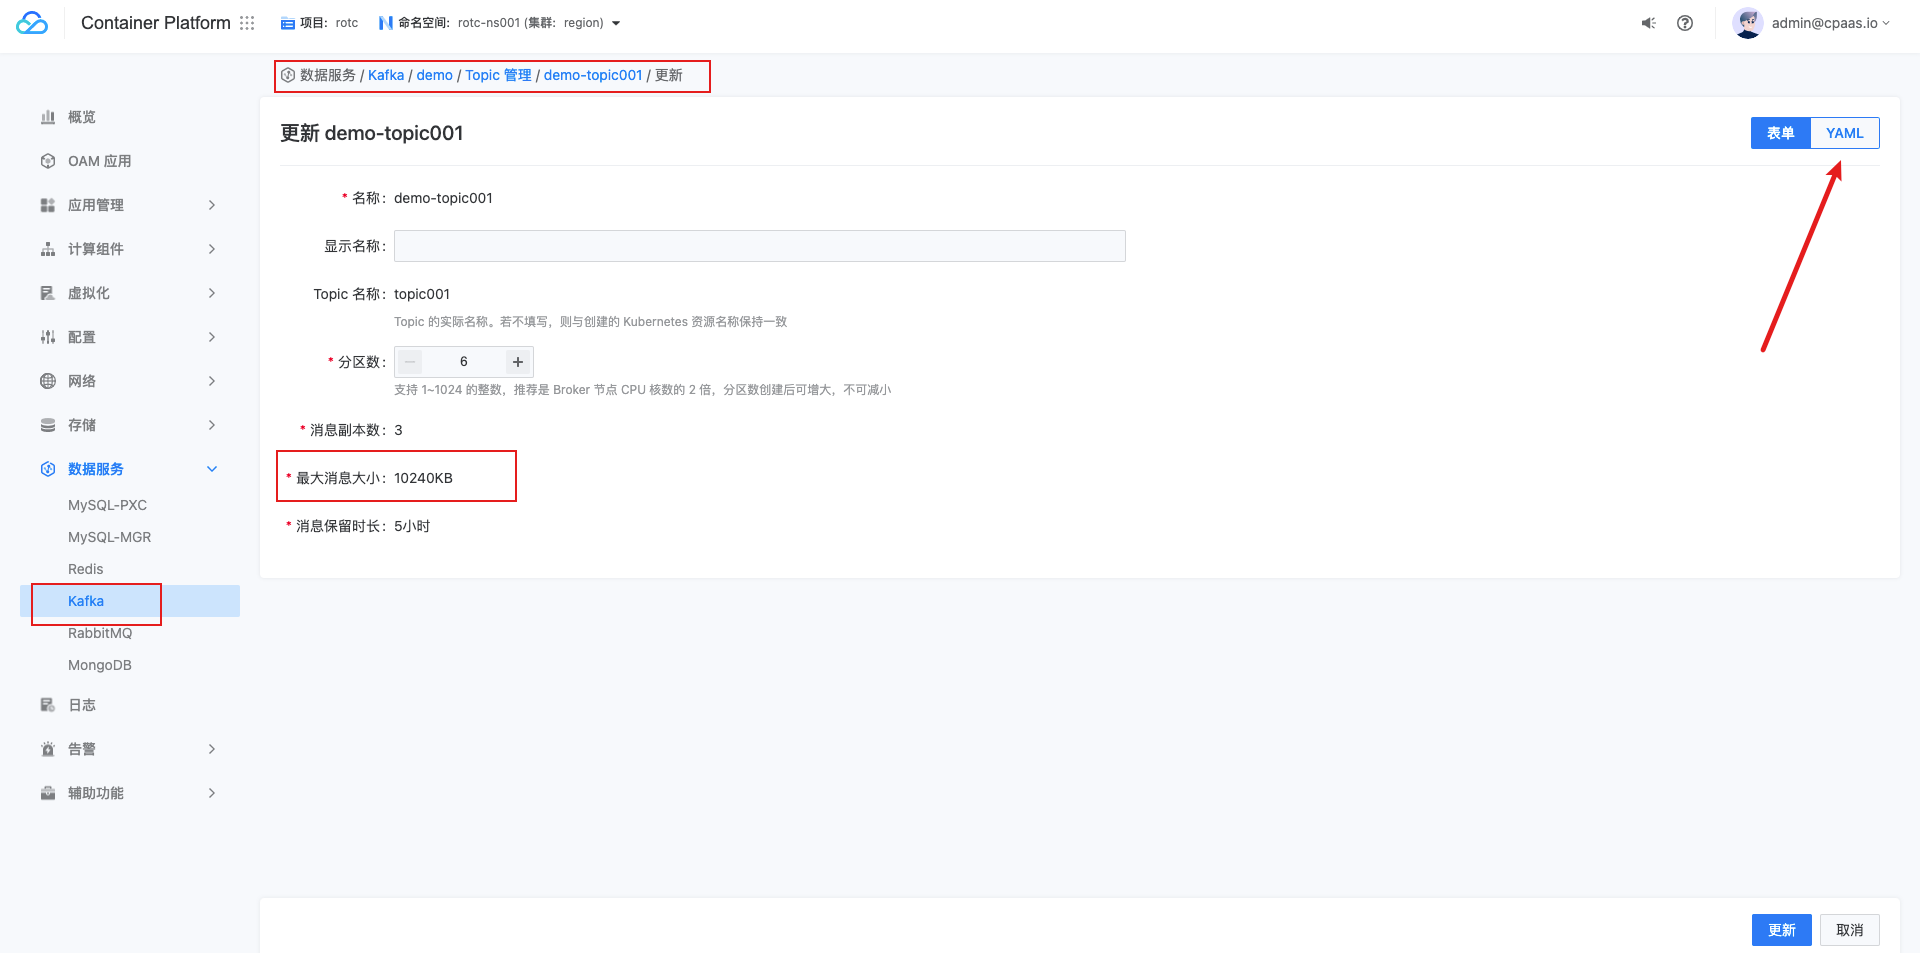 Container Platform 项目: rotc 命名空间: rotc-ns001 (集群: region) admin@cpaas.io
数据服务 / Kafka / demo / Topic 管理 / demo-topic001 / 更新
概览
OAM 应用
应用管理
计算组件
虚拟化
配置
网络
存储
数据服务
MySQL-PXC
MySQL-MGR
Redis
Kafka
RabbitMQ
MongoDB
日志
告警
辅助功能
更新 demo-topic001
表单 YAML
* 名称: demo-topic001
显示名称:
Topic 名称: topic001
Topic 的实际名称。若不填写，则与创建的 Kubernetes 资源名称保持一致
* 分区数: 6
支持 1~1024 的整数，推荐是 Broker 节点 CPU 核数的 2 倍，分区数创建后可增大，不可减小
* 消息副本数: 3
* 最大消息大小: 10240KB
* 消息保留时长: 5小时
更新 取消